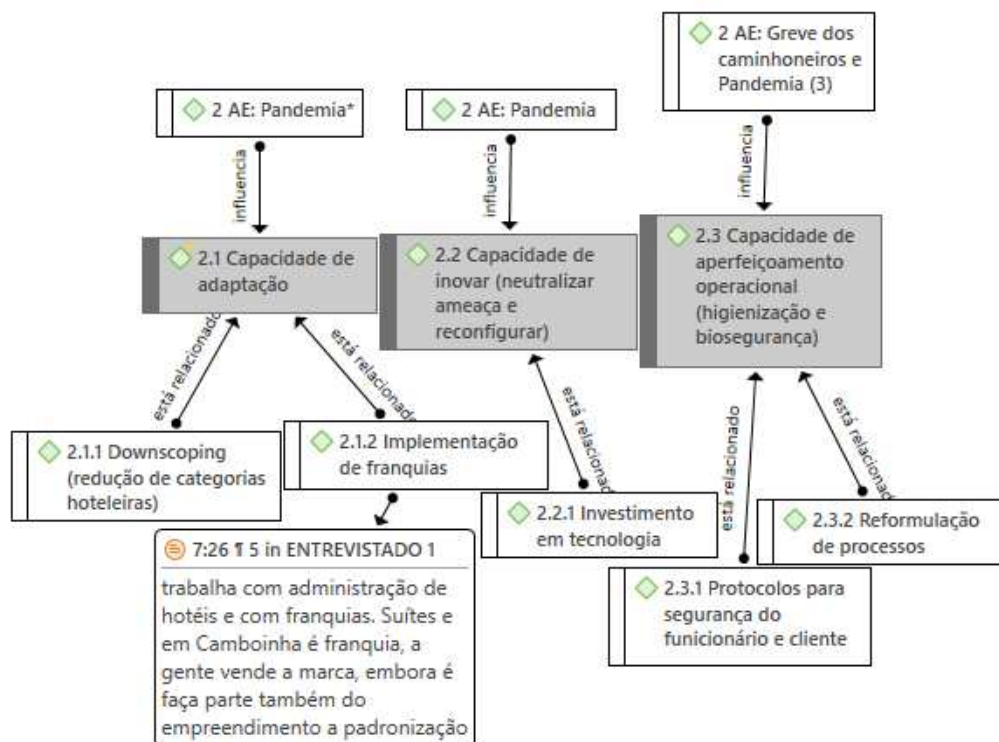 2 AE: Greve dos
caminhoneiros e
Pandemia (3)
2 AE: Pandemia*
2 AE: Pandemia
influencia
influencia
influencia
2.1 Capacidade de
adaptação
2.2 Capacidade de
inovar (neutralizar
ameaça e
reconfigurar)
2.3 Capacidade de
aperfeiçoamento
operacional
(higienização e
biosegurança)
está relacionado
está relacionado
está relacionado
está relacionado
está relacionado
2.1.1 Downscoping
(redução de categorias
hoteleiras)
2.1.2 Implementação
de franquias
2.2.1 Investimento
em tecnologia
2.3.2 Reformulação
de processos
2.3.1 Protocolos para
segurança do
funicionário e cliente
7:26 ¶ 5 in ENTREVISTADO 1
trabalha com administração de
hotéis e com franquias. Suítes e
em Camboinha é franquia, a
gente vende a marca, embora é
faça parte também do
empreendimento a padronização